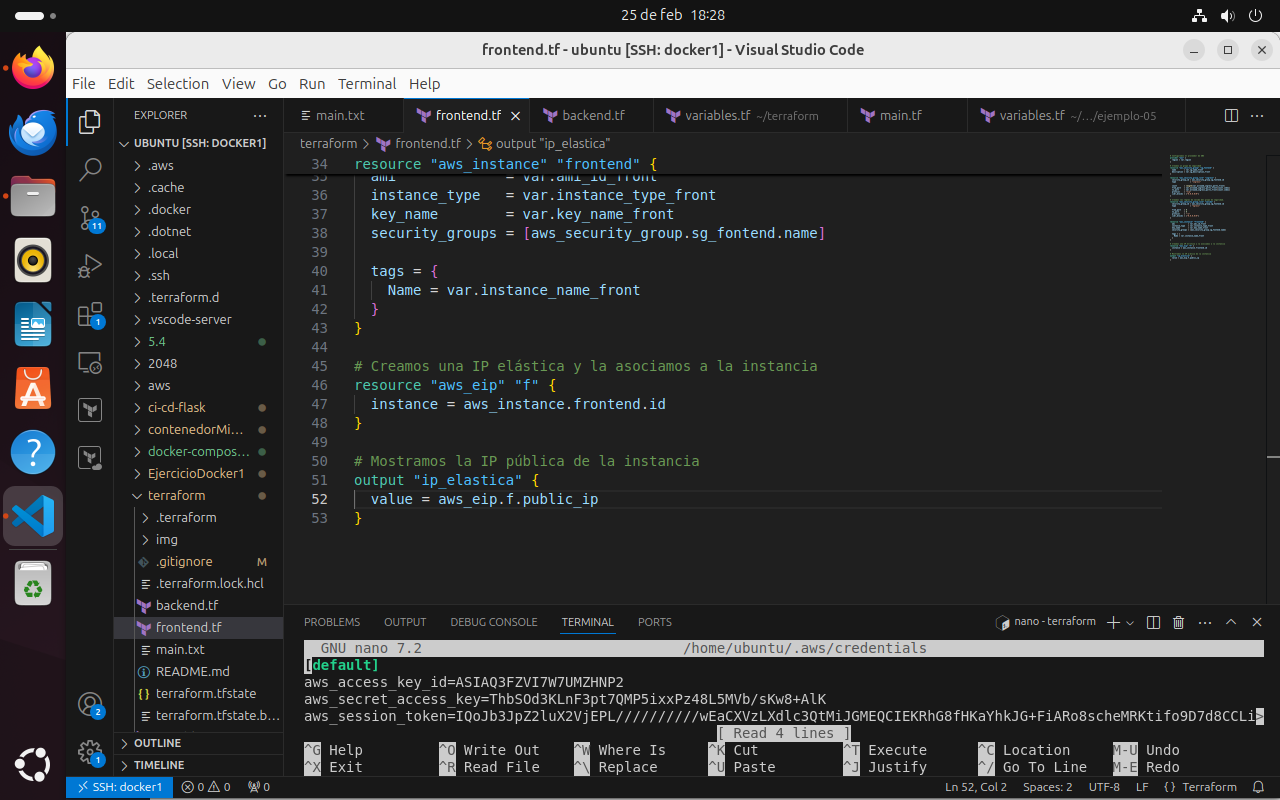 25 de feb 18:28
frontend.tf - ubuntu [SSH: docker1] - Visual Studio Code
File Edit Selection View Go Run Terminal Help
EXPLORER
main.txt
frontend.tf
backend.tf
variables.tf ~/terraform
main.tf
variables.tf ~/.../ejemplo-05
UBUNTU [SSH: DOCKER1]
.aws
.cache
.docker
.dotnet
.local
.ssh
.terraform.d
.vscode-server
5.4
2048
aws
ci-cd-flask
contenedorMi...
docker-compos...
EjercicioDocker1
terraform
.terraform
img
.gitignore M
.terraform.lock.hcl
backend.tf
frontend.tf
main.txt
README.md
terraform.tfstate
terraform.tfstate.b...
OUTLINE
TIMELINE
11
1
2
1
terraform > frontend.tf > output "ip_elastica"
34 resource "aws_instance" "frontend" {
35 ami = var.ami_id_front
36 instance_type = var.instance_type_front
37 key_name = var.key_name_front
38 security_groups = [aws_security_group.sg_fontend.name]
39
40 tags = {
41 Name = var.instance_name_front
42 }
43 }
44
45 # Creamos una IP elástica y la asociamos a la instancia
46 resource "aws_eip" "f" {
47 instance = aws_instance.frontend.id
48 }
49
50 # Mostramos la IP pública de la instancia
51 output "ip_elastica" {
52 value = aws_eip.f.public_ip
53 }
PROBLEMS OUTPUT DEBUG CONSOLE TERMINAL PORTS
nano - terraform
GNU nano 7.2 /home/ubuntu/.aws/credentials
[default]
aws_access_key_id=ASIAQ3FZVI7W7UMZHNP2
aws_secret_access_key=ThbSOd3KLnF3pt7QMP5ixxPz48L5MVb/sKw8+AlK
aws_session_token=IQoJb3JpZ2luX2VjEPL//////////wEaCXVzLXdlc3QtMiJGMEQCIEKRhG8fHKaYhkJG+FiARo8scheMRKtifo9D7d8CCLi>
[ Read 4 lines ]
^G Help ^O Write Out ^W Where Is ^K Cut ^T Execute ^C Location M-U Undo
^X Exit ^R Read File ^\ Replace ^U Paste ^J Justify ^/ Go To Line M-E Redo
SSH: docker1 0 0 0 Ln 52, Col 2 Spaces: 2 UTF-8 LF {} Terraform